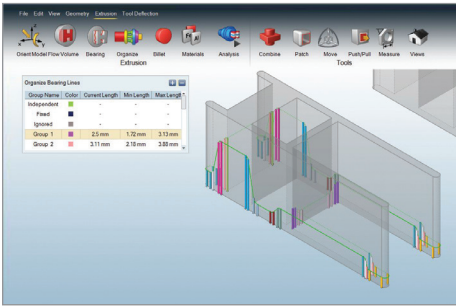 File Edit View Geometry Extrusion Tool Deflection
Orient Model Flow Volume Bearing Organize Billet Materials Analysis Combine Patch Move Push/Pull Measure Views
Extrusion Tools
Organize Bearing Lines
Group Name Color Current Length Min Length Max Length
Independent - - -
Fixed - - -
Ignored - - -
Group 1 2.5 mm 1.72 mm 3.13 mm
Group 2 3.11 mm 2.18 mm 3.88 mm